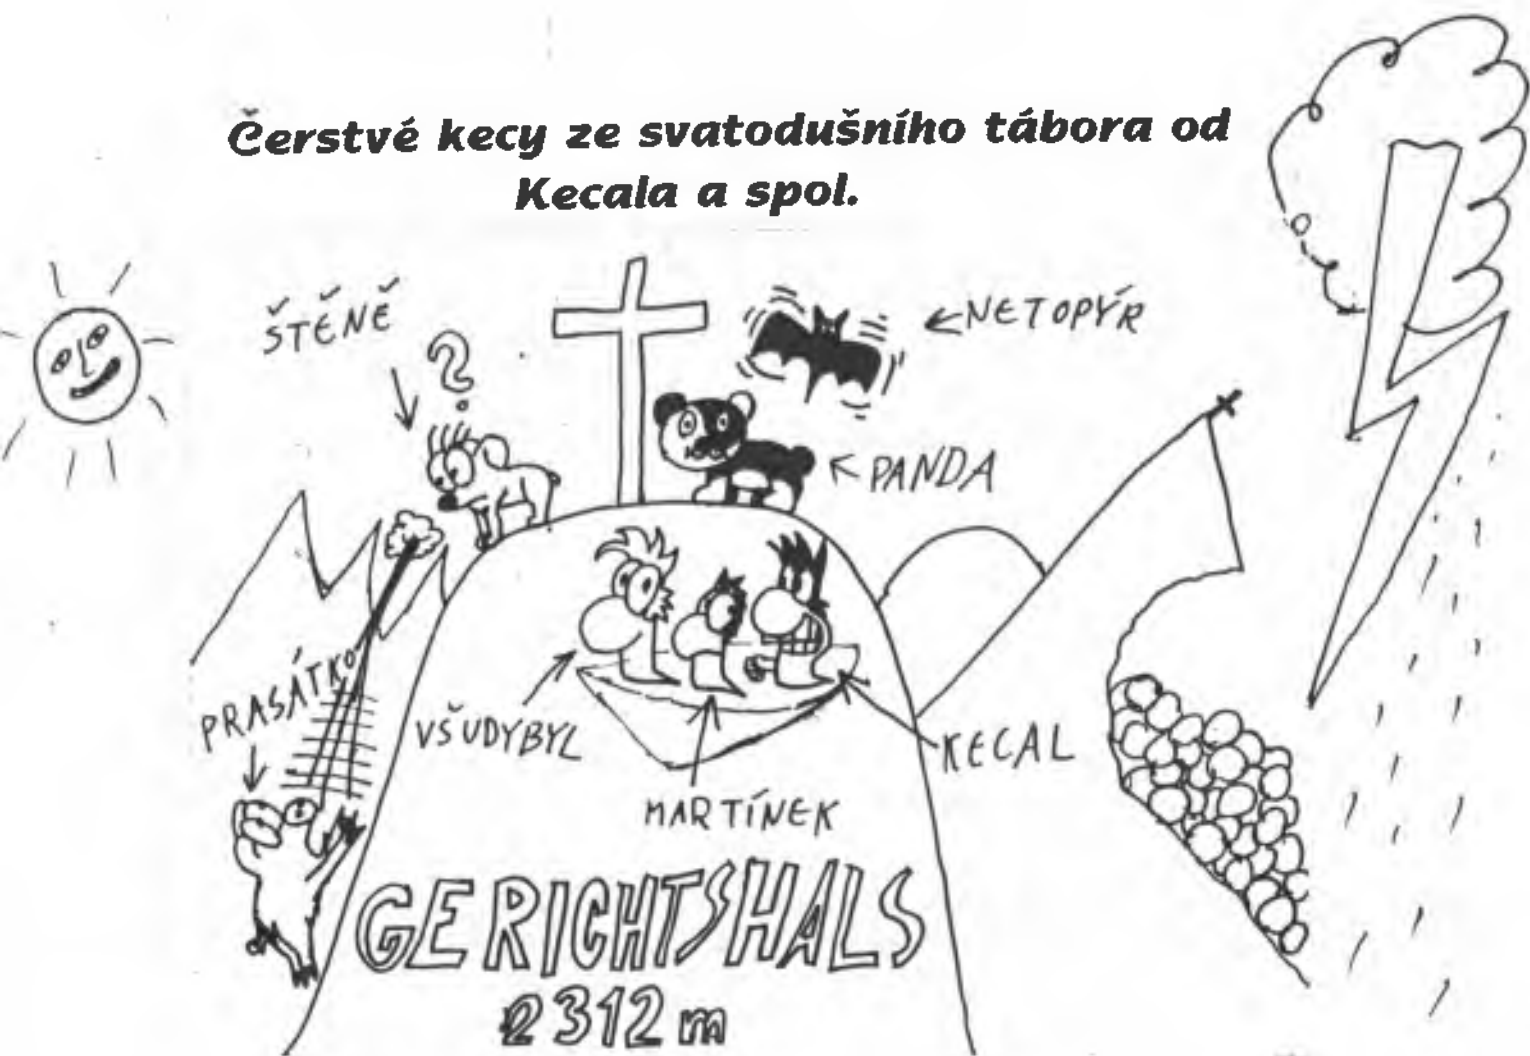 Čerstvé kecy ze svatodušního tábora od
Kecala a spol.
ŠTĚNĚ
?
NETOPÝR
PANDA
PRASÁTKO
VŠUDYBYL
MARTÍNEK
KECAL
GERICHTSHALS
2312 m